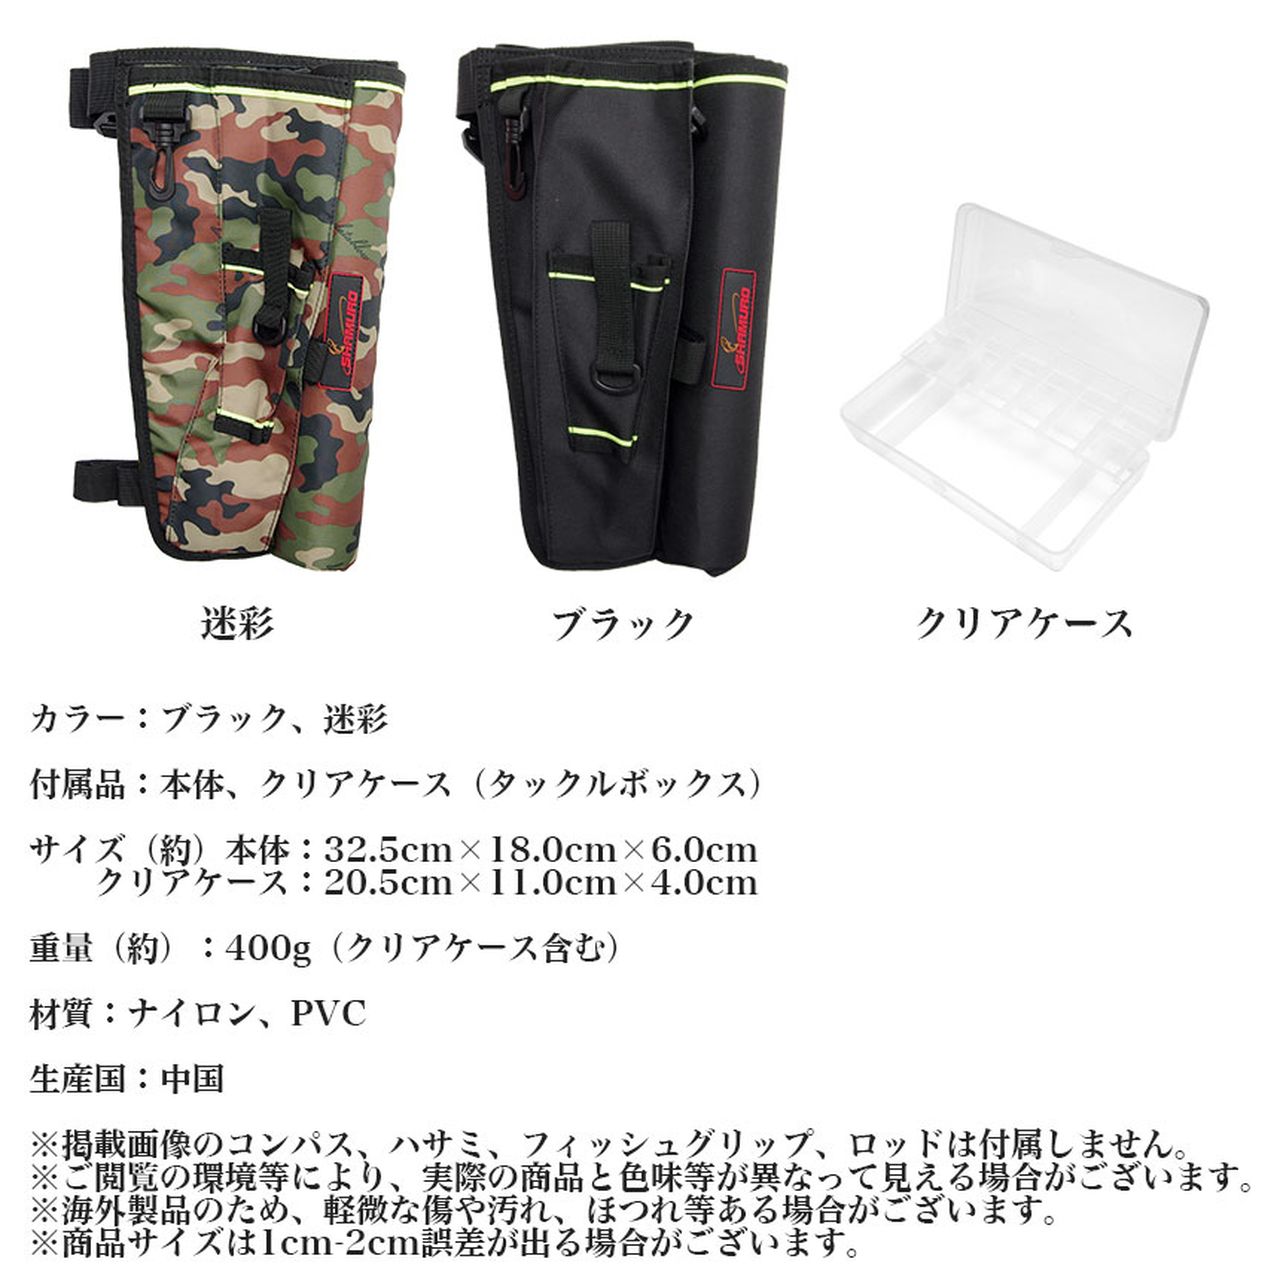 SHAMURO
SHAMURO
迷彩
ブラック
クリアケース
カラー：ブラック、迷彩
付属品：本体、クリアケース（タックルボックス）
サイズ（約）本体：32.5cm×18.0cm×6.0cm
クリアケース：20.5cm×11.0cm×4.0cm
重量（約）：400g（クリアケース含む）
材質：ナイロン、PVC
生産国：中国
※掲載画像のコンパス、ハサミ、フィッシュグリップ、ロッドは付属しません。
※ご閲覧の環境等により、実際の商品と色味等が異なって見える場合がございます。
※海外製品のため、軽微な傷や汚れ、ほつれ等ある場合がございます。
※商品サイズは1cm-2cm誤差が出る場合がございます。